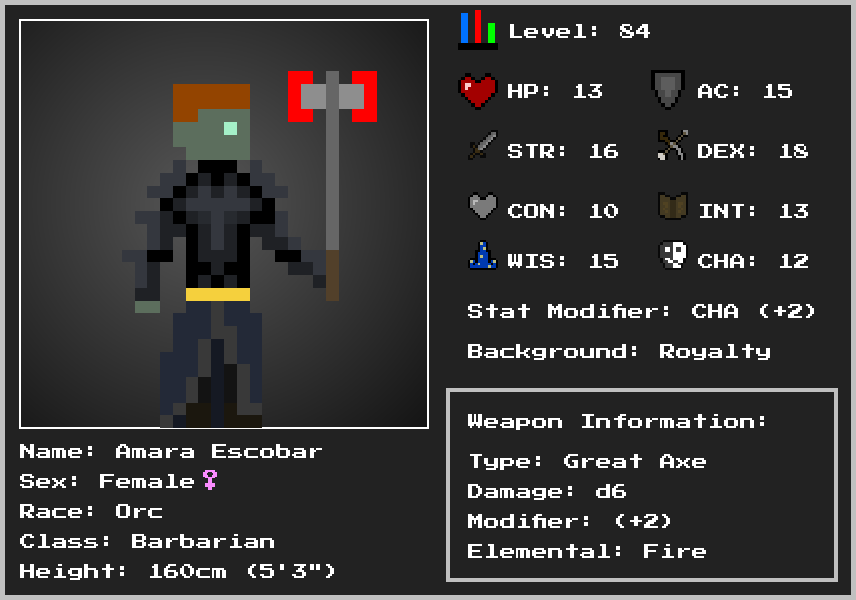 Level: 84
HP: 13
AC: 15
STR: 16
DEX: 18
CON: 10
INT: 13
WIS: 15
CHA: 12
Stat Modifier: CHA (+2)
Background: Royalty
Name: Amara Escobar
Sex: Female♀
Race: Orc
Class: Barbarian
Height: 160cm (5'3")
Weapon Information:
Type: Great Axe
Damage: d6
Modifier: (+2)
Elemental: Fire